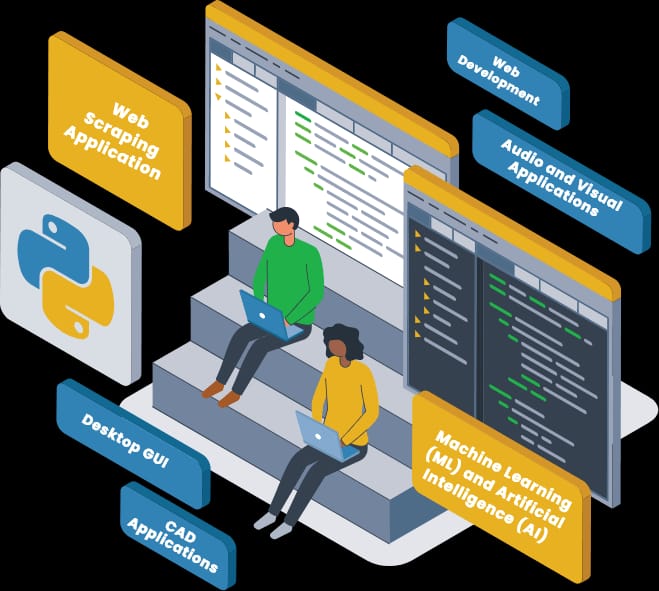 Web
Development
Web
Scraping
Application
Audio and Visual
Applications
Desktop GUI
Machine Learning
(ML) and Artificial
Intelligence (AI)
CAD
Applications